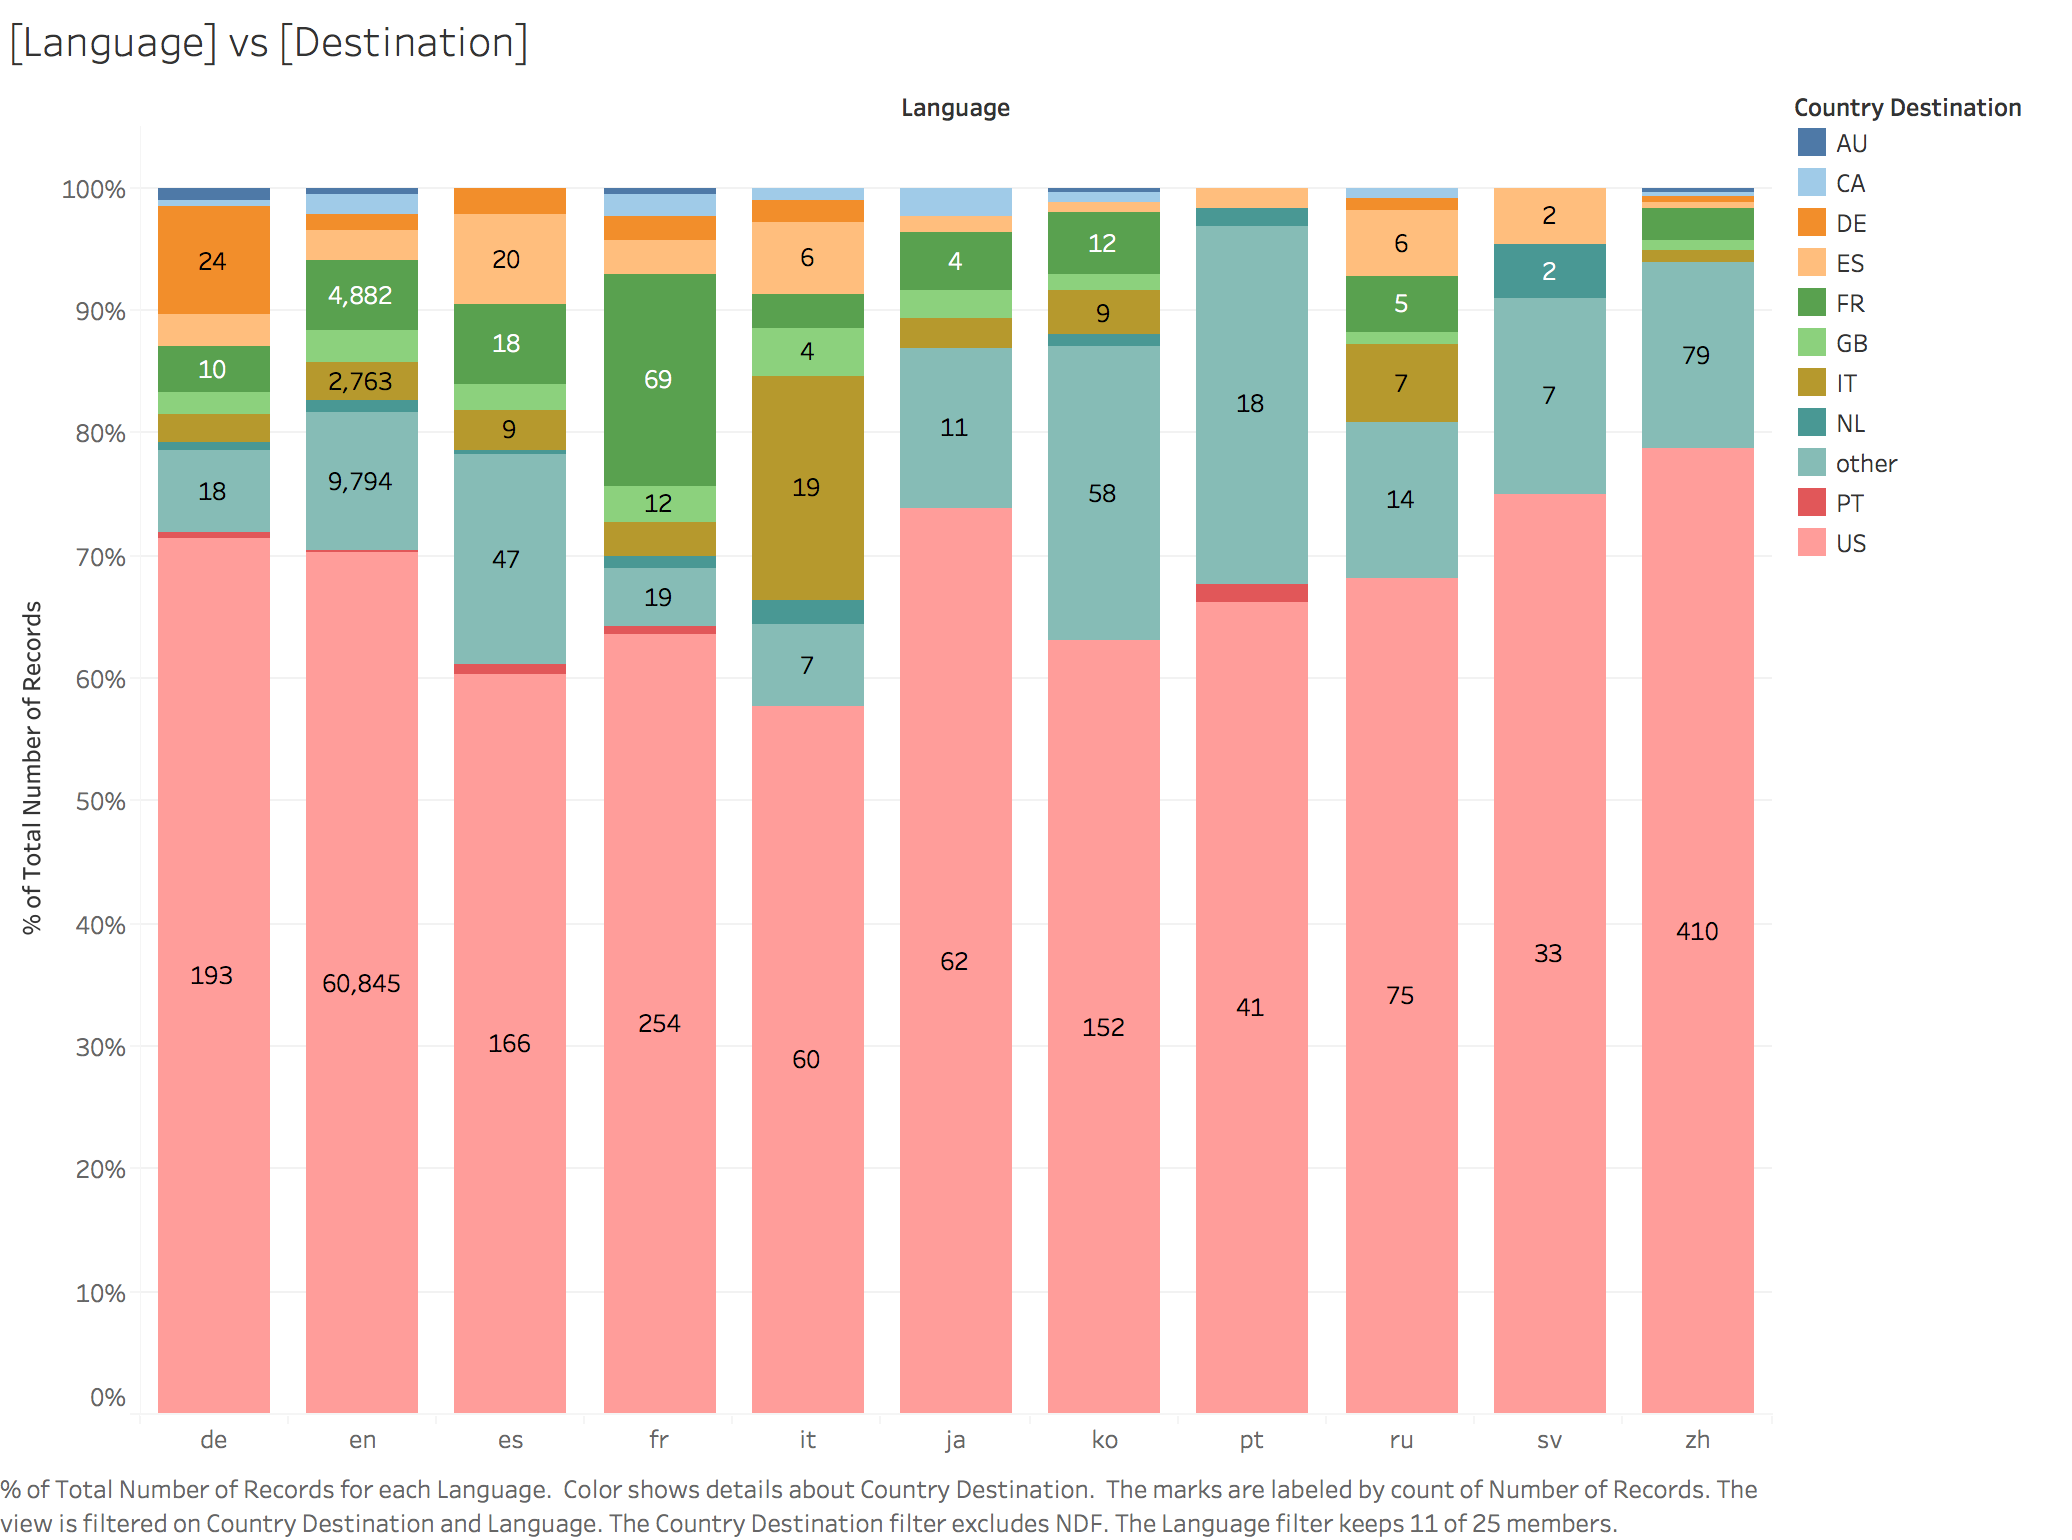 [Language] vs [Destination]
Language
Country Destination
AU
CA
DE
ES
FR
GB
IT
NL
other
PT
US
% of Total Number of Records
100%
90%
80%
70%
60%
50%
40%
30%
20%
10%
0%
24
10
18
193
4,882
2,763
9,794
60,845
20
18
9
47
166
69
12
19
254
6
4
19
7
60
4
11
62
12
9
58
152
18
41
6
5
7
14
75
2
2
7
33
79
410
de en es fr it ja ko pt ru sv zh
% of Total Number of Records for each Language.  Color shows details about Country Destination.  The marks are labeled by count of Number of Records. The
view is filtered on Country Destination and Language. The Country Destination filter excludes NDF. The Language filter keeps 11 of 25 members.